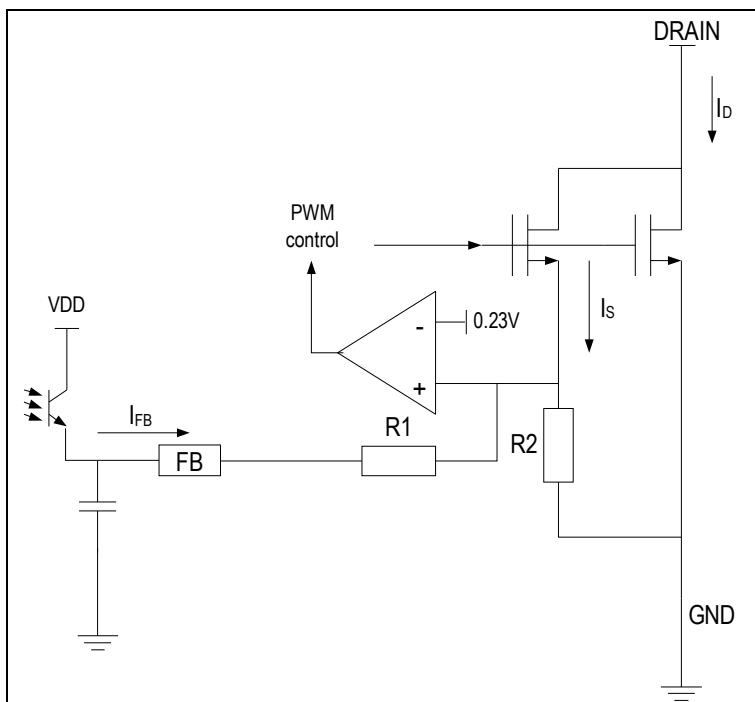 DRAIN
ID
PWM
control
VDD
-
0.23V
IS
+
IFB
R1
R2
FB
GND